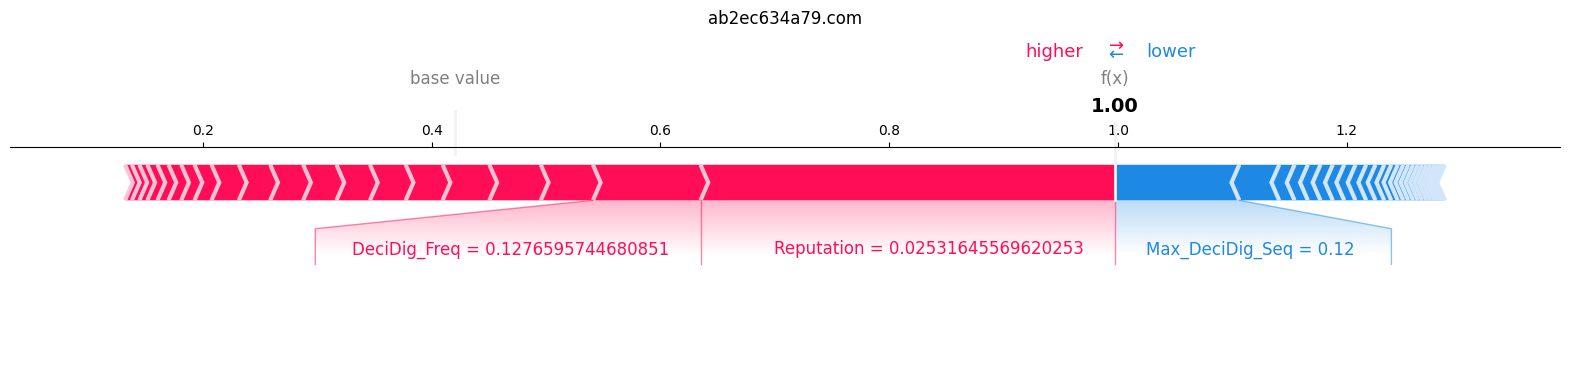 ab2ec634a79.com
higher → ← lower
base value f(x)
1.00
0.2 0.4 0.6 0.8 1.0 1.2
DeciDig_Freq = 0.1276595744680851 Reputation = 0.02531645569620253 Max_DeciDig_Seq = 0.12